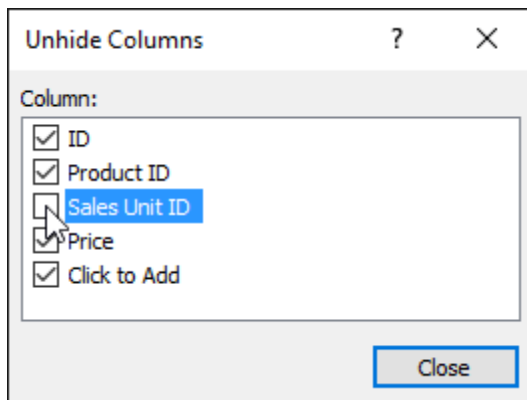 Unhide Columns ?
Column:
ID
Product ID
Sales Unit ID
Price
Click to Add
Close